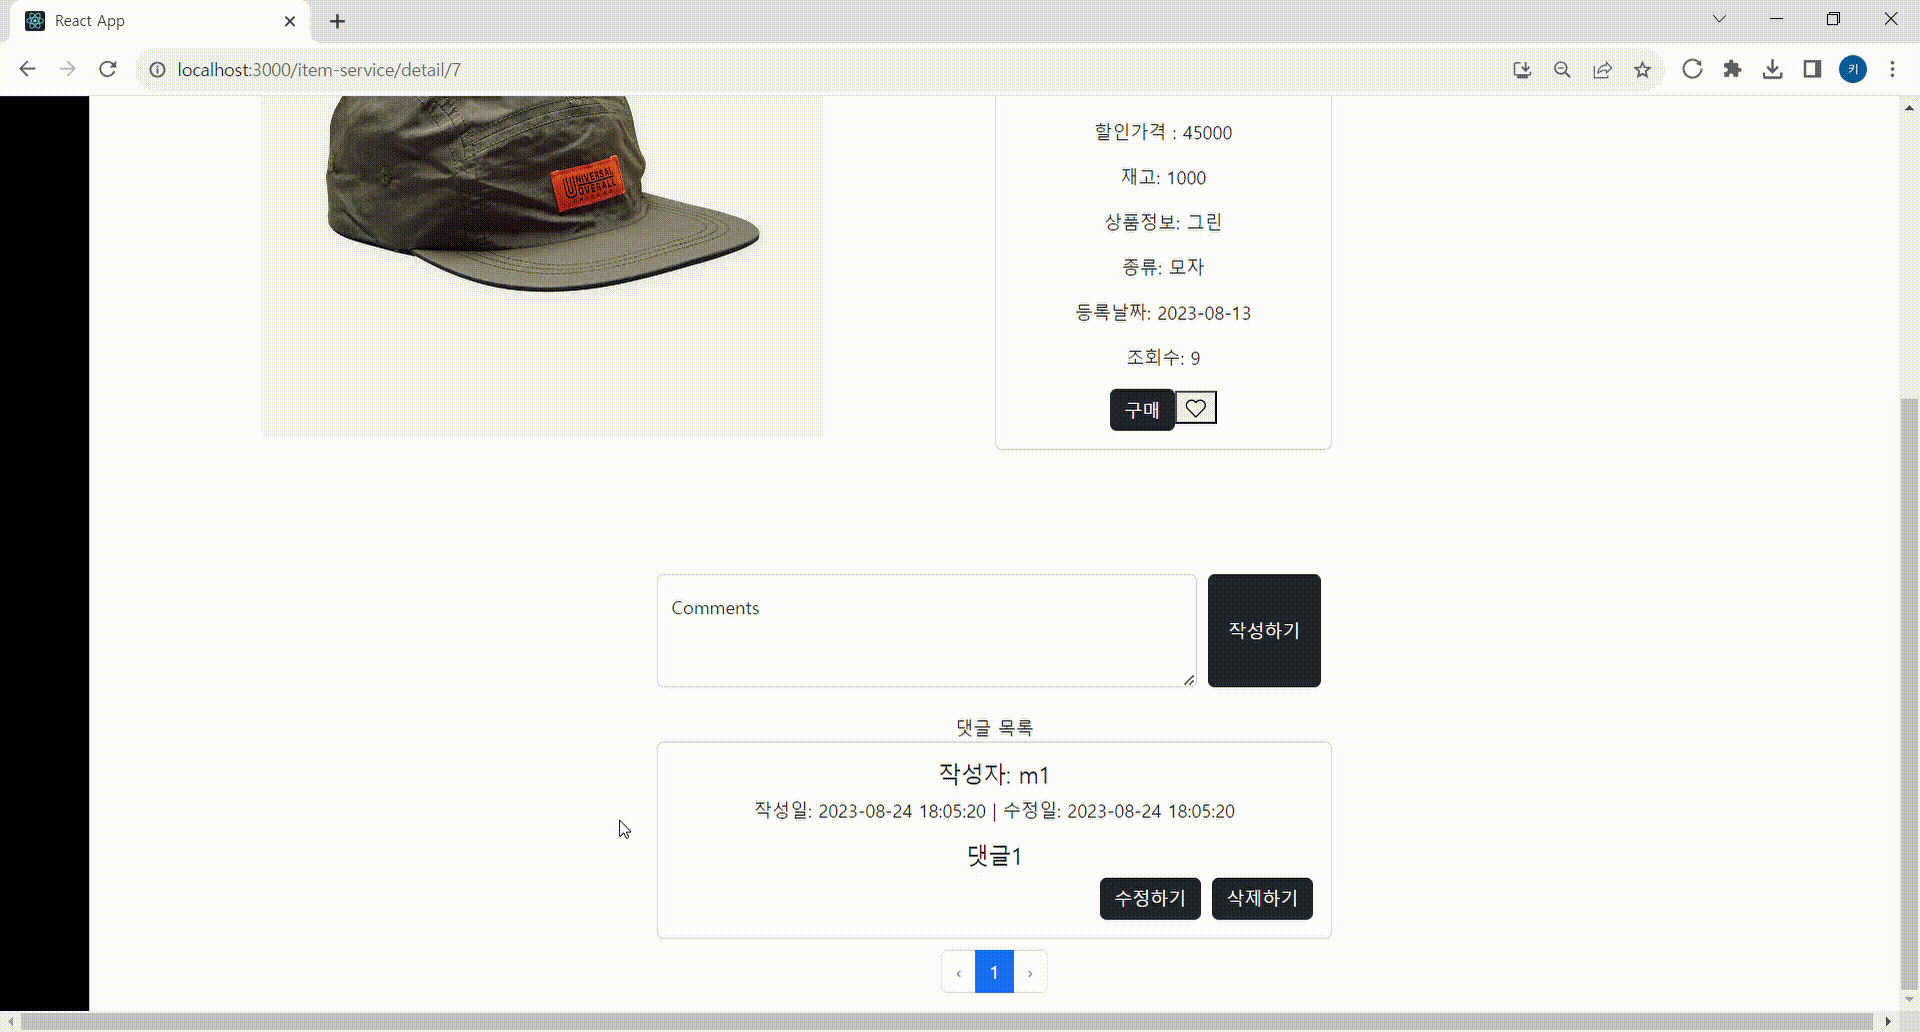 React App
localhost:3000/item-service/detail/7
키
UNIVERSAL
OVERALL
할인가격 : 45000
재고: 1000
상품정보: 그린
종류: 모자
등록날짜: 2023-08-13
조회수: 9
구매
Comments
작성하기
댓글 목록
작성자: m1
작성일: 2023-08-24 18:05:20 | 수정일: 2023-08-24 18:05:20
댓글1
수정하기 삭제하기
‹ 1 ›